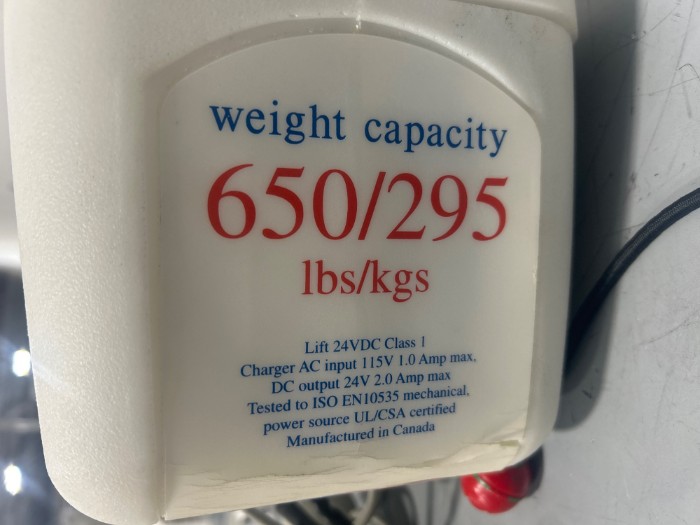 weight capacity
650/295
lbs/kgs
Lift 24VDC Class 1
Charger AC input 115V 1.0 Amp max,
DC output 24V 2.0 Amp max
Tested to ISO EN10535 mechanical,
power source UL/CSA certified
Manufactured in Canada